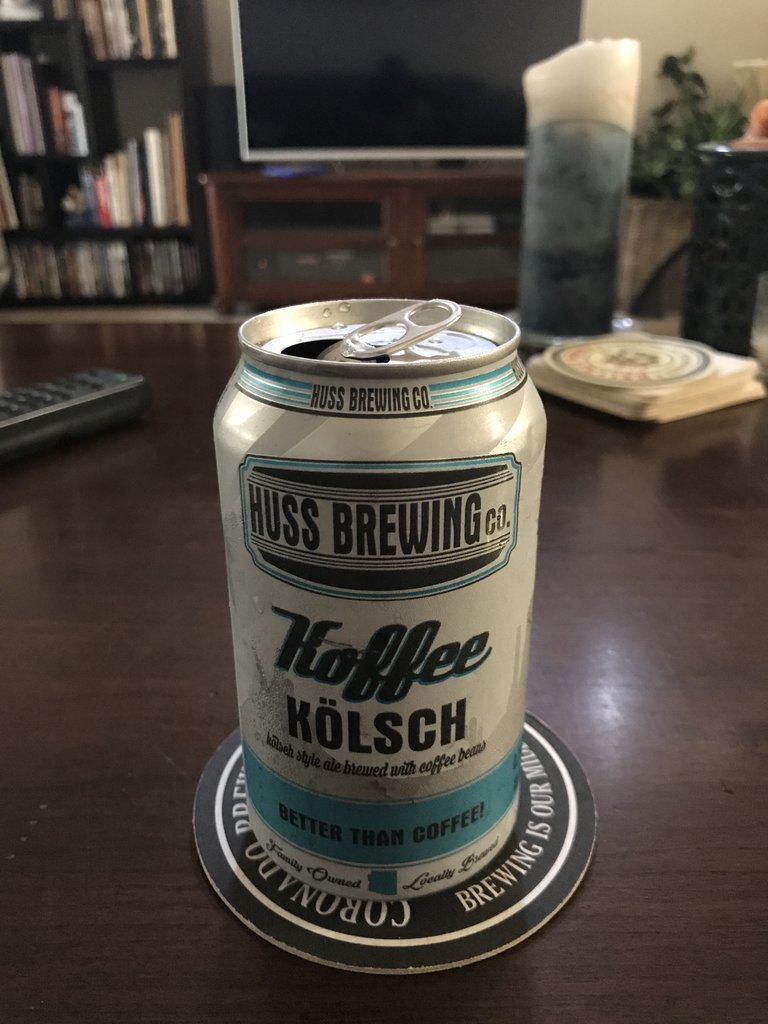 HUSS BREWING CO.
HUSS BREWING CO.
Koffee
KÖLSCH
kölsch style ale brewed with coffee beans
BETTER THAN COFFEE!
Family Owned Locally Brewed
CORONADO
BREWING IS OUR